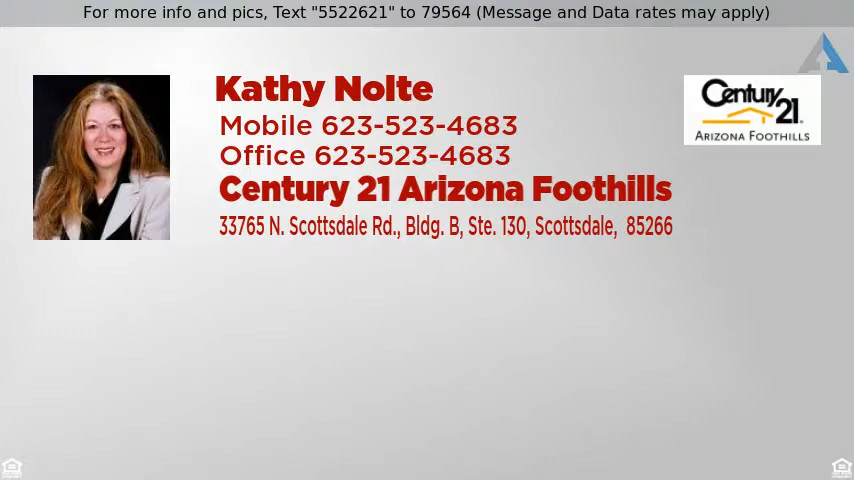 For more info and pics, Text "5522621" to 79564 (Message and Data rates may apply)
Kathy Nolte
Mobile 623-523-4683
Office 623-523-4683
Century 21 Arizona Foothills
33765 N. Scottsdale Rd., Bldg. B, Ste. 130, Scottsdale, 85266
Century 21
ARIZONA FOOTHILLS